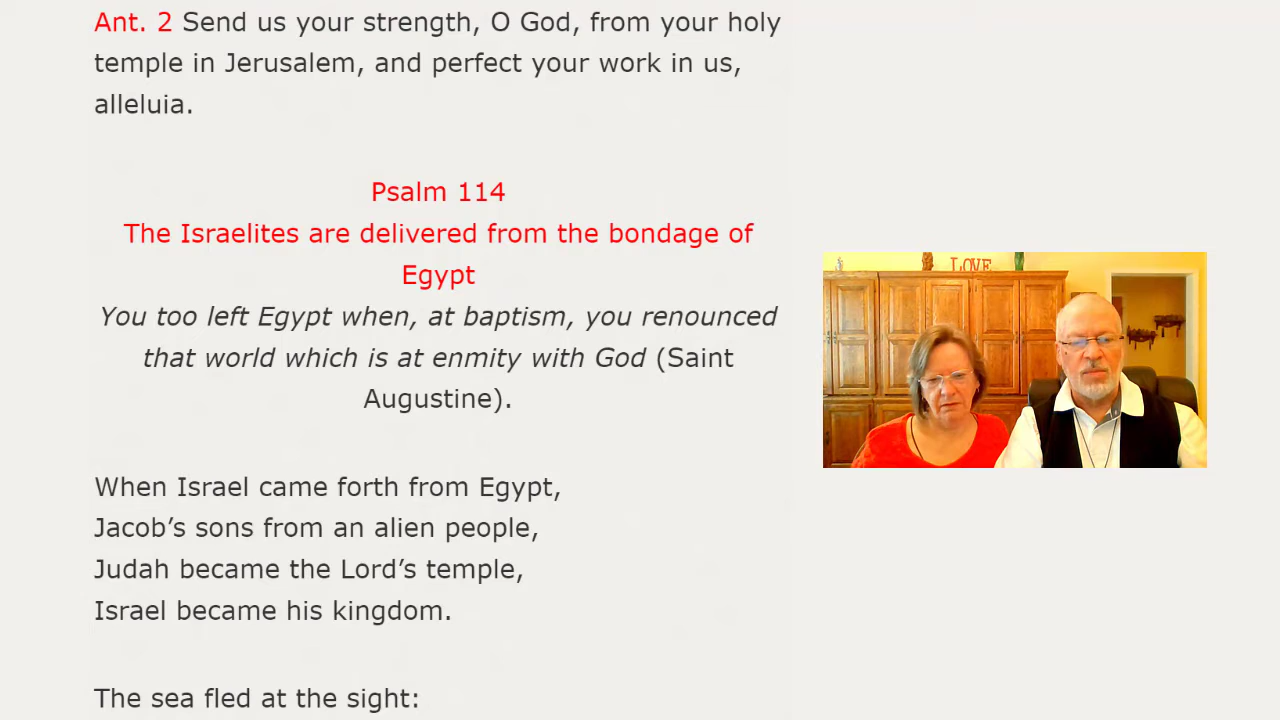 Ant. 2 Send us your strength, O God, from your holy
temple in Jerusalem, and perfect your work in us,
alleluia.
Psalm 114
The Israelites are delivered from the bondage of
Egypt
You too left Egypt when, at baptism, you renounced
that world which is at enmity with God (Saint
Augustine).
When Israel came forth from Egypt,
Jacob’s sons from an alien people,
Judah became the Lord’s temple,
Israel became his kingdom.
The sea fled at the sight:
LOVE